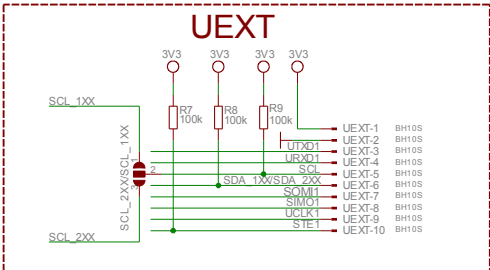 UEXT
3V3 3V3 3V3 3V3
SCL_1XX
R7 R8 R9
100k 100k 100k
SCL_2XX/SCL_1XX
1
2
3
UEXT-1 BH10S
UEXT-2 BH10S
UTXD1 UEXT-3 BH10S
URXD1 UEXT-4 BH10S
SCL UEXT-5 BH10S
SDA_1XX/SDA_2XX UEXT-6 BH10S
SOMI1 UEXT-7 BH10S
SIMO1 UEXT-8 BH10S
UCLK1 UEXT-9 BH10S
STE1 UEXT-10 BH10S
SCL_2XX